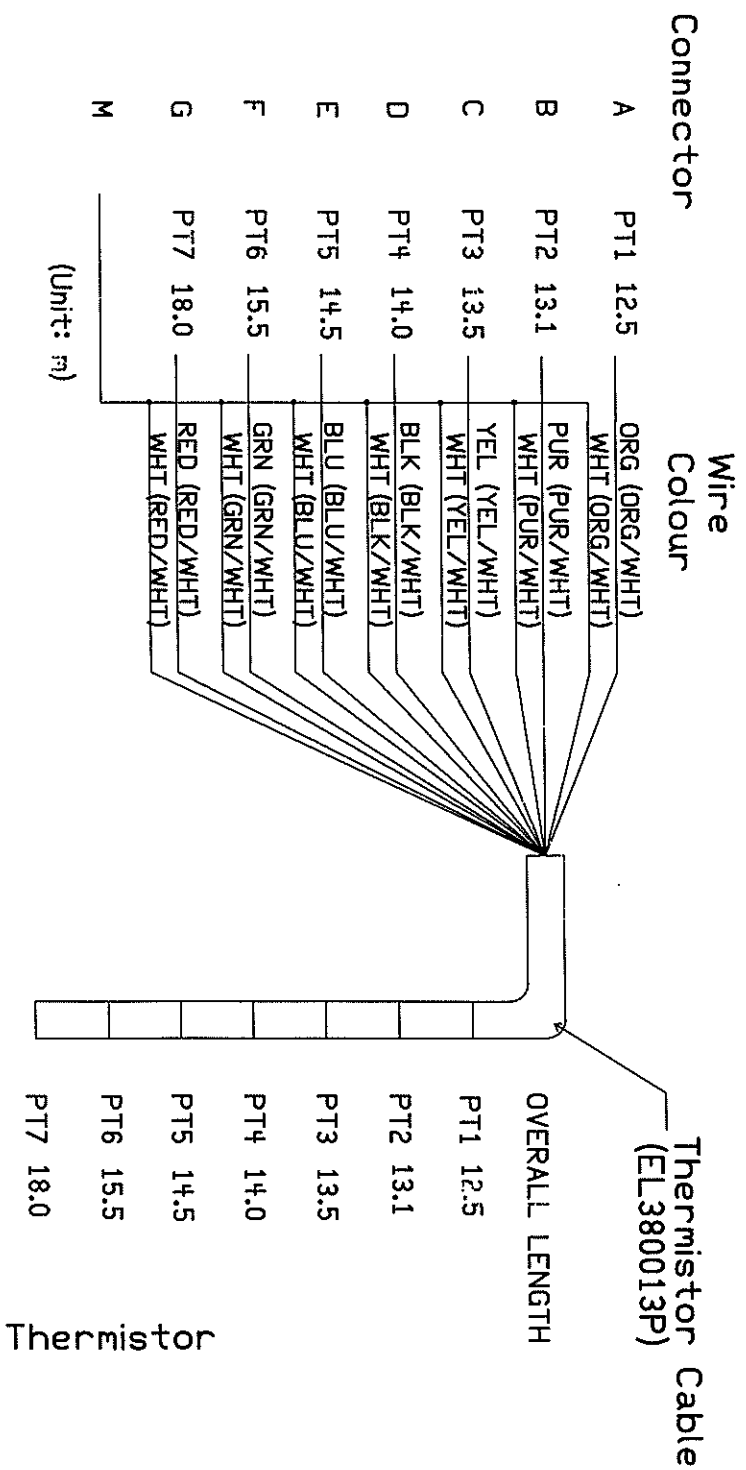 Connector
Wire
Colour
A PT1 12.5 ORG (ORG/WHT)
WHT (ORG/WHT)
B PT2 13.1 PUR (PUR/WHT)
WHT (PUR/WHT)
C PT3 13.5 YEL (YEL/WHT)
WHT (YEL/WHT)
D PT4 14.0 BLK (BLK/WHT)
WHT (BLK/WHT)
E PT5 14.5 BLU (BLU/WHT)
WHT (BLU/WHT)
F PT6 15.5 GRN (GRN/WHT)
WHT (GRN/WHT)
G PT7 18.0 RED (RED/WHT)
WHT (RED/WHT)
M
(Unit: m)
Thermistor Cable
(EL380013P)
OVERALL LENGTH
PT1 12.5
PT2 13.1
PT3 13.5
PT4 14.0
PT5 14.5
PT6 15.5
PT7 18.0
Thermistor